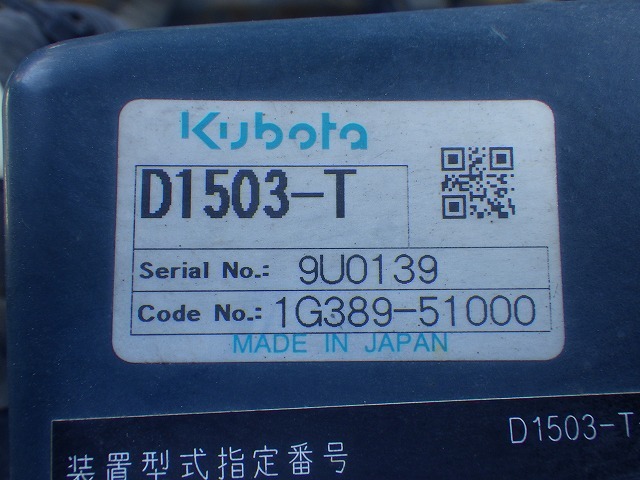 Kubota
D1503-T
Serial No.: 9U0139
Code No.: 1G389-51000
MADE IN JAPAN
D1503-T
装置型式指定番号